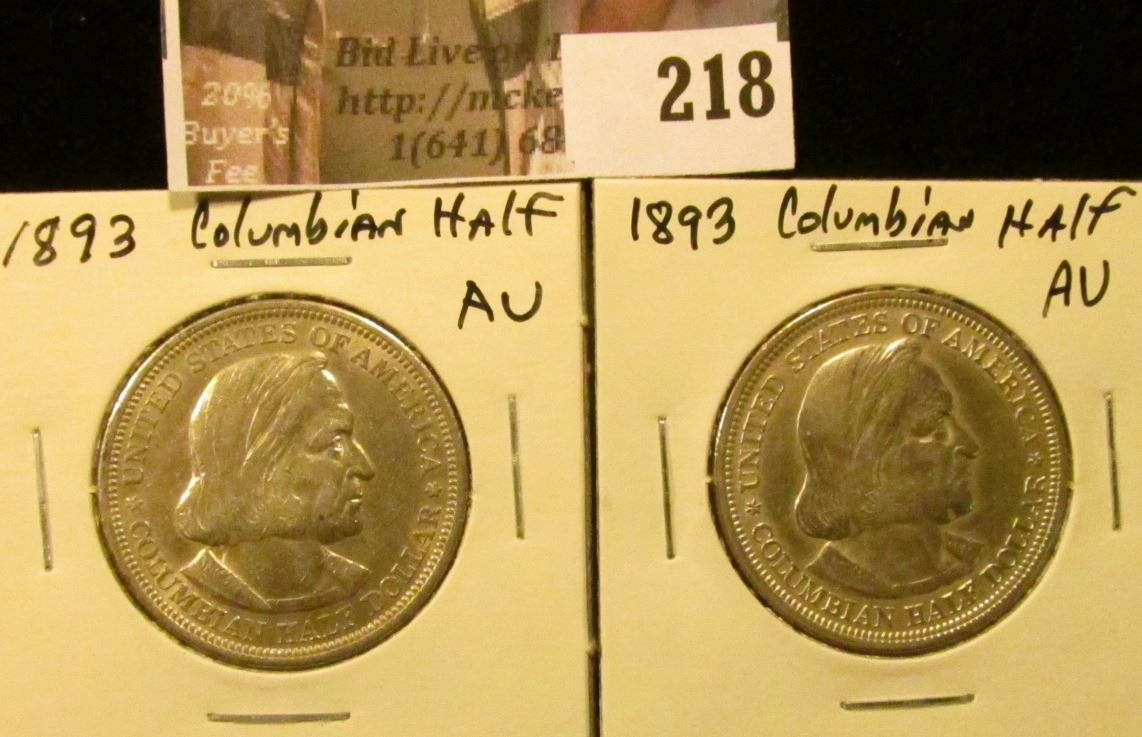 Bid Live on
20%
http://micke
218
Buyer's
1(641) 68
Fee
1893 Columbian Half
AU
1893 Columbian Half
AU
UNITED STATES OF AMERICA
* COLUMBIAN HALF DOLLAR *
UNITED STATES OF AMERICA
* COLUMBIAN HALF DOLLAR *